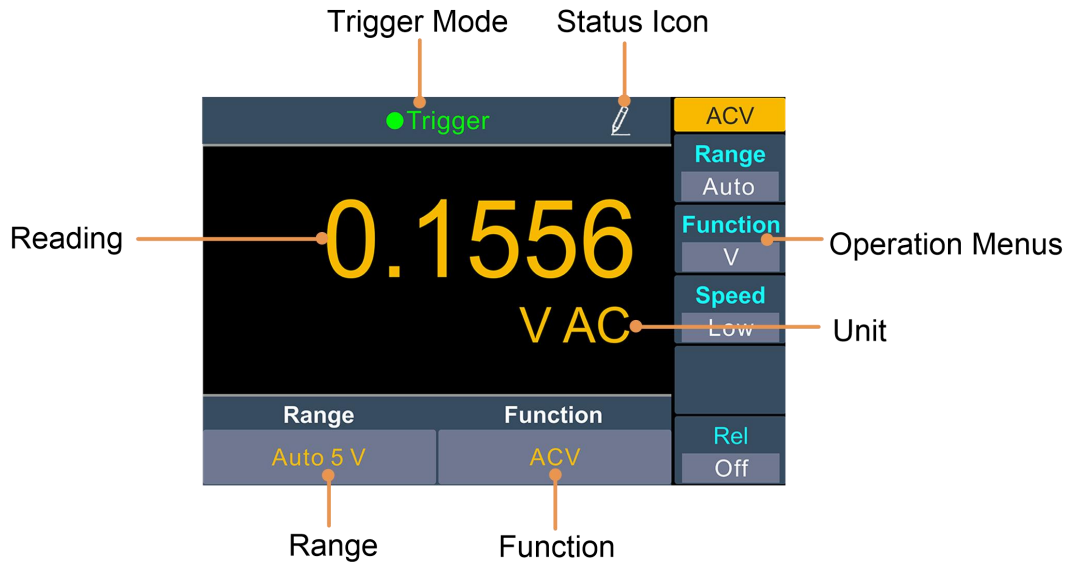 Trigger Mode
Status Icon
Trigger
ACV
Range
Auto
Reading
0.1556
Function
V
Operation Menus
Speed
Low
V AC
Unit
Range
Function
Auto 5 V
ACV
Rel
Off
Range
Function